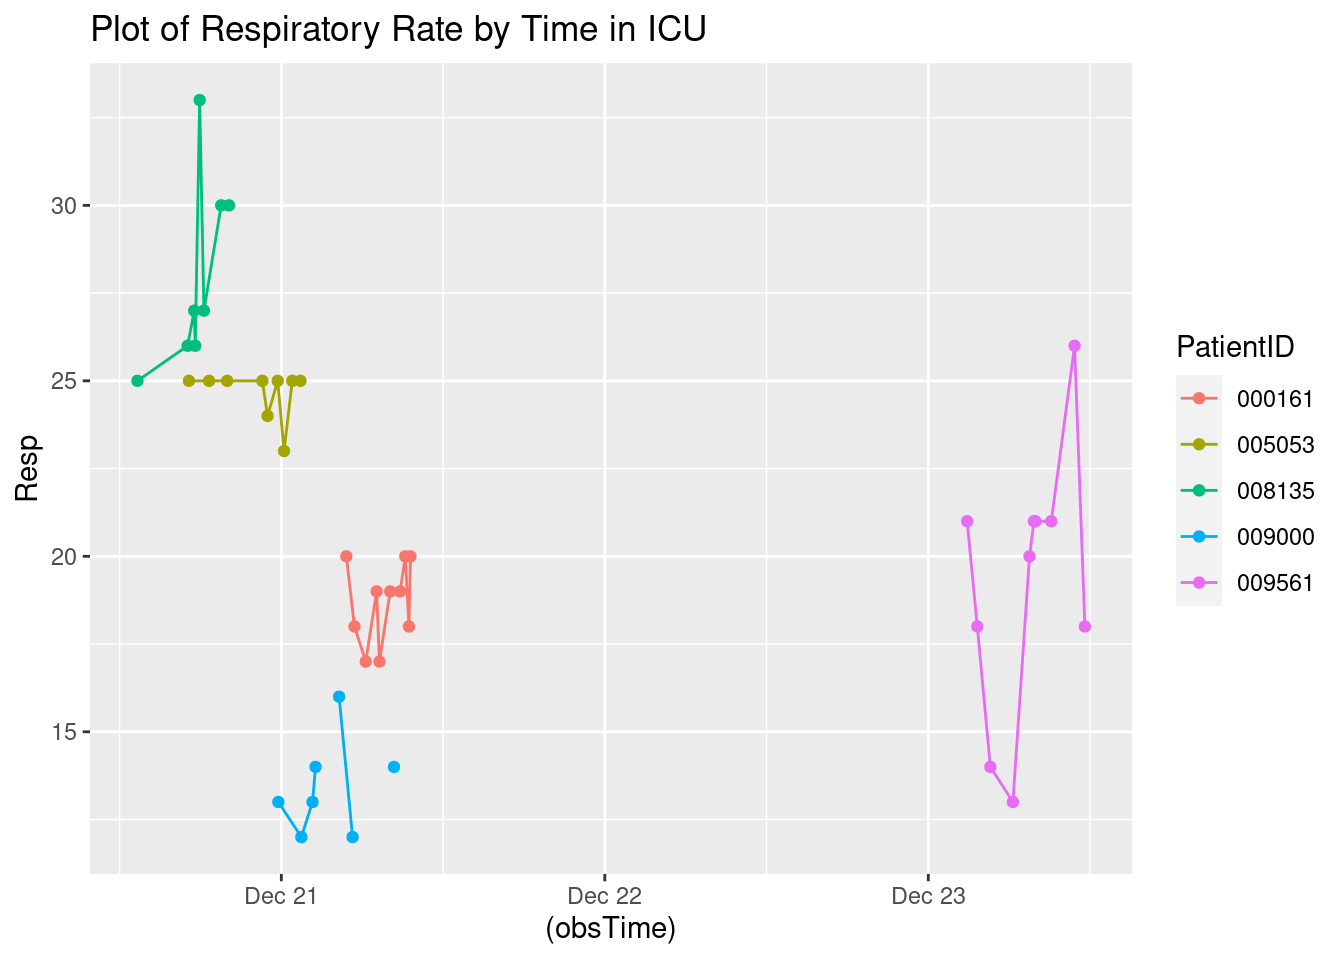 Plot of Respiratory Rate by Time in ICU
Resp
30
25
20
15
Dec 21
Dec 22
Dec 23
(obsTime)
PatientID
000161
005053
008135
009000
009561